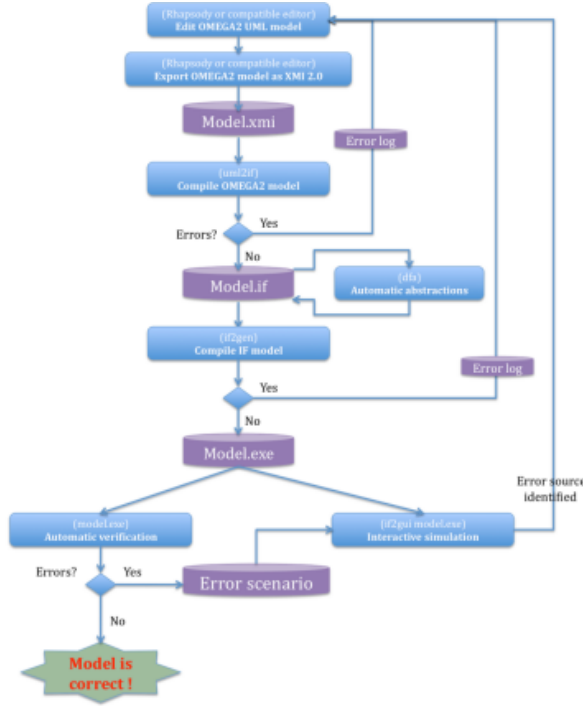 (Rhapsody or compatible editor)
Edit OMEGA2 UML model
(Rhapsody or compatible editor)
Export OMEGA2 model as XMI 2.0
Model.xmi
Error log
(uml2if)
Compile OMEGA2 model
Errors?
Yes
No
Model.if
(dfa)
Automatic abstractions
(if2gen)
Compile IF model
Error log
Yes
No
Model.exe
Error source
identified
(model.exe)
Automatic verification
(if2gui model.exe)
Interactive simulation
Errors?
Yes
Error scenario
No
Model is
correct !